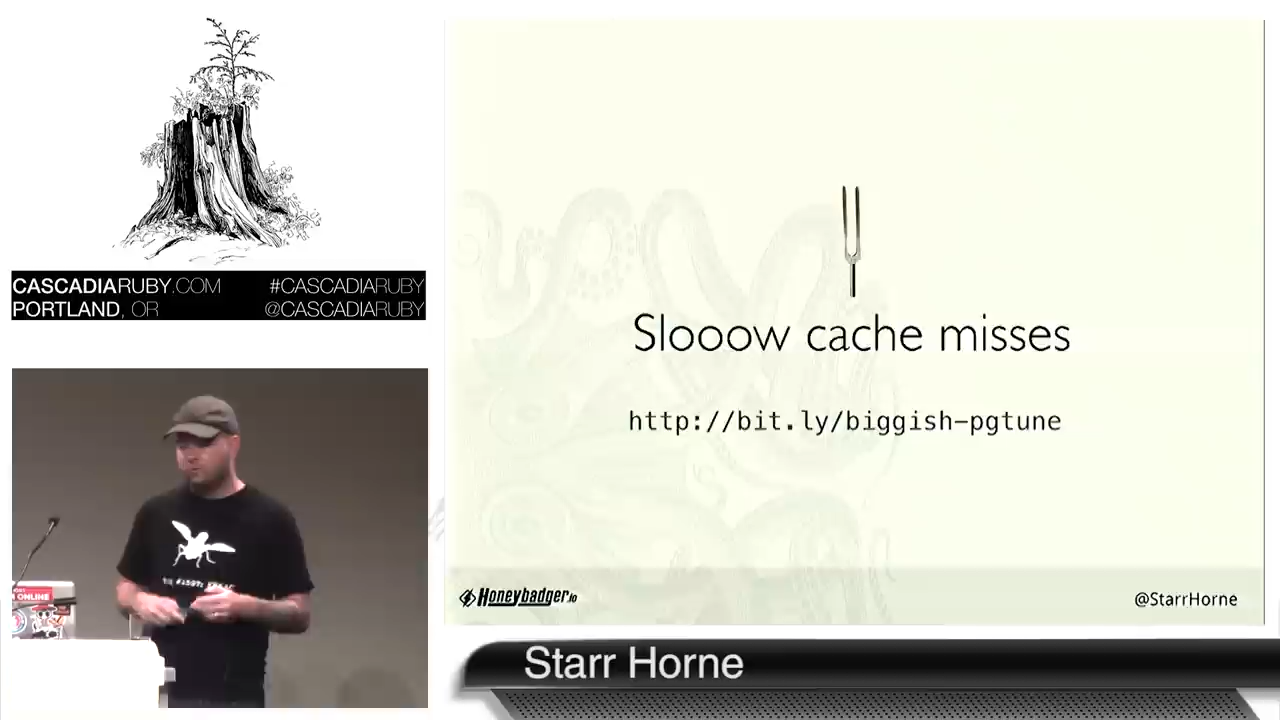 CASCADIARUBY.COM #CASCADIARUBY
PORTLAND, OR @CASCADIARUBY
Slooow cache misses
http://bit.ly/biggish-pgtune
Honeybadger.io
@StarrHorne
ONLINE
Starr Horne